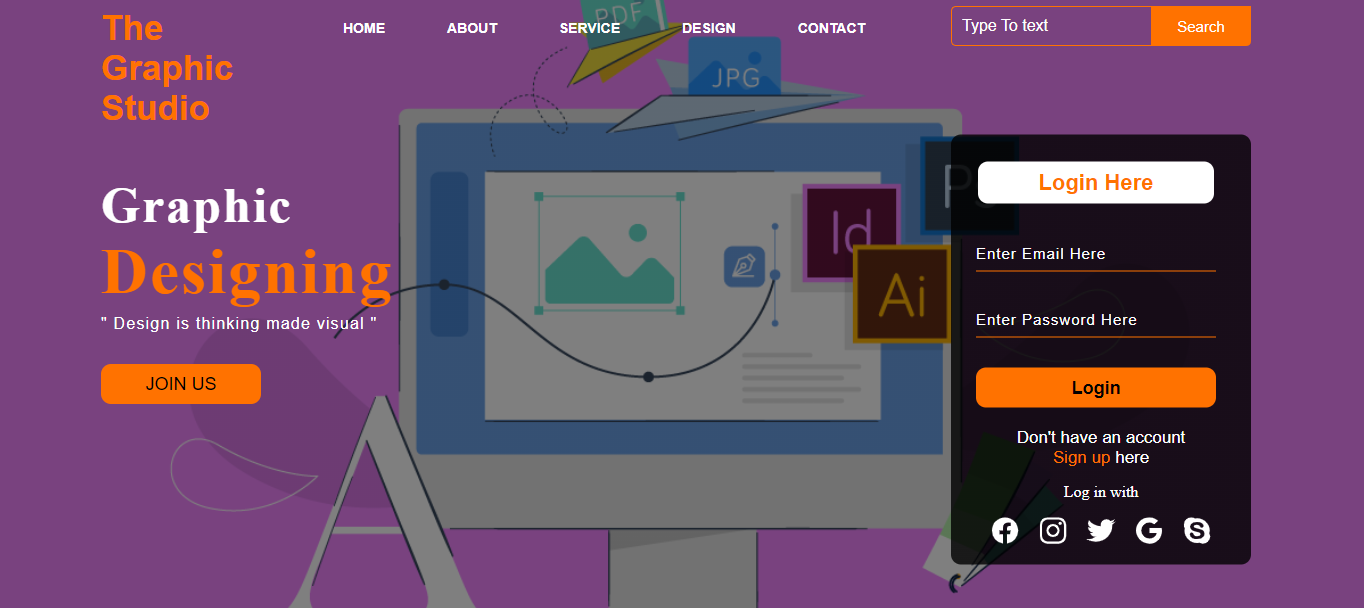 The
Graphic
Studio
HOME
ABOUT
SERVICE
DESIGN
CONTACT
Type To text
Search
PDF
JPG
Graphic
Designing
" Design is thinking made visual "
JOIN US
Id
Ai
Ps
Login Here
Enter Email Here
Enter Password Here
Login
Don't have an account
Sign up here
Log in with